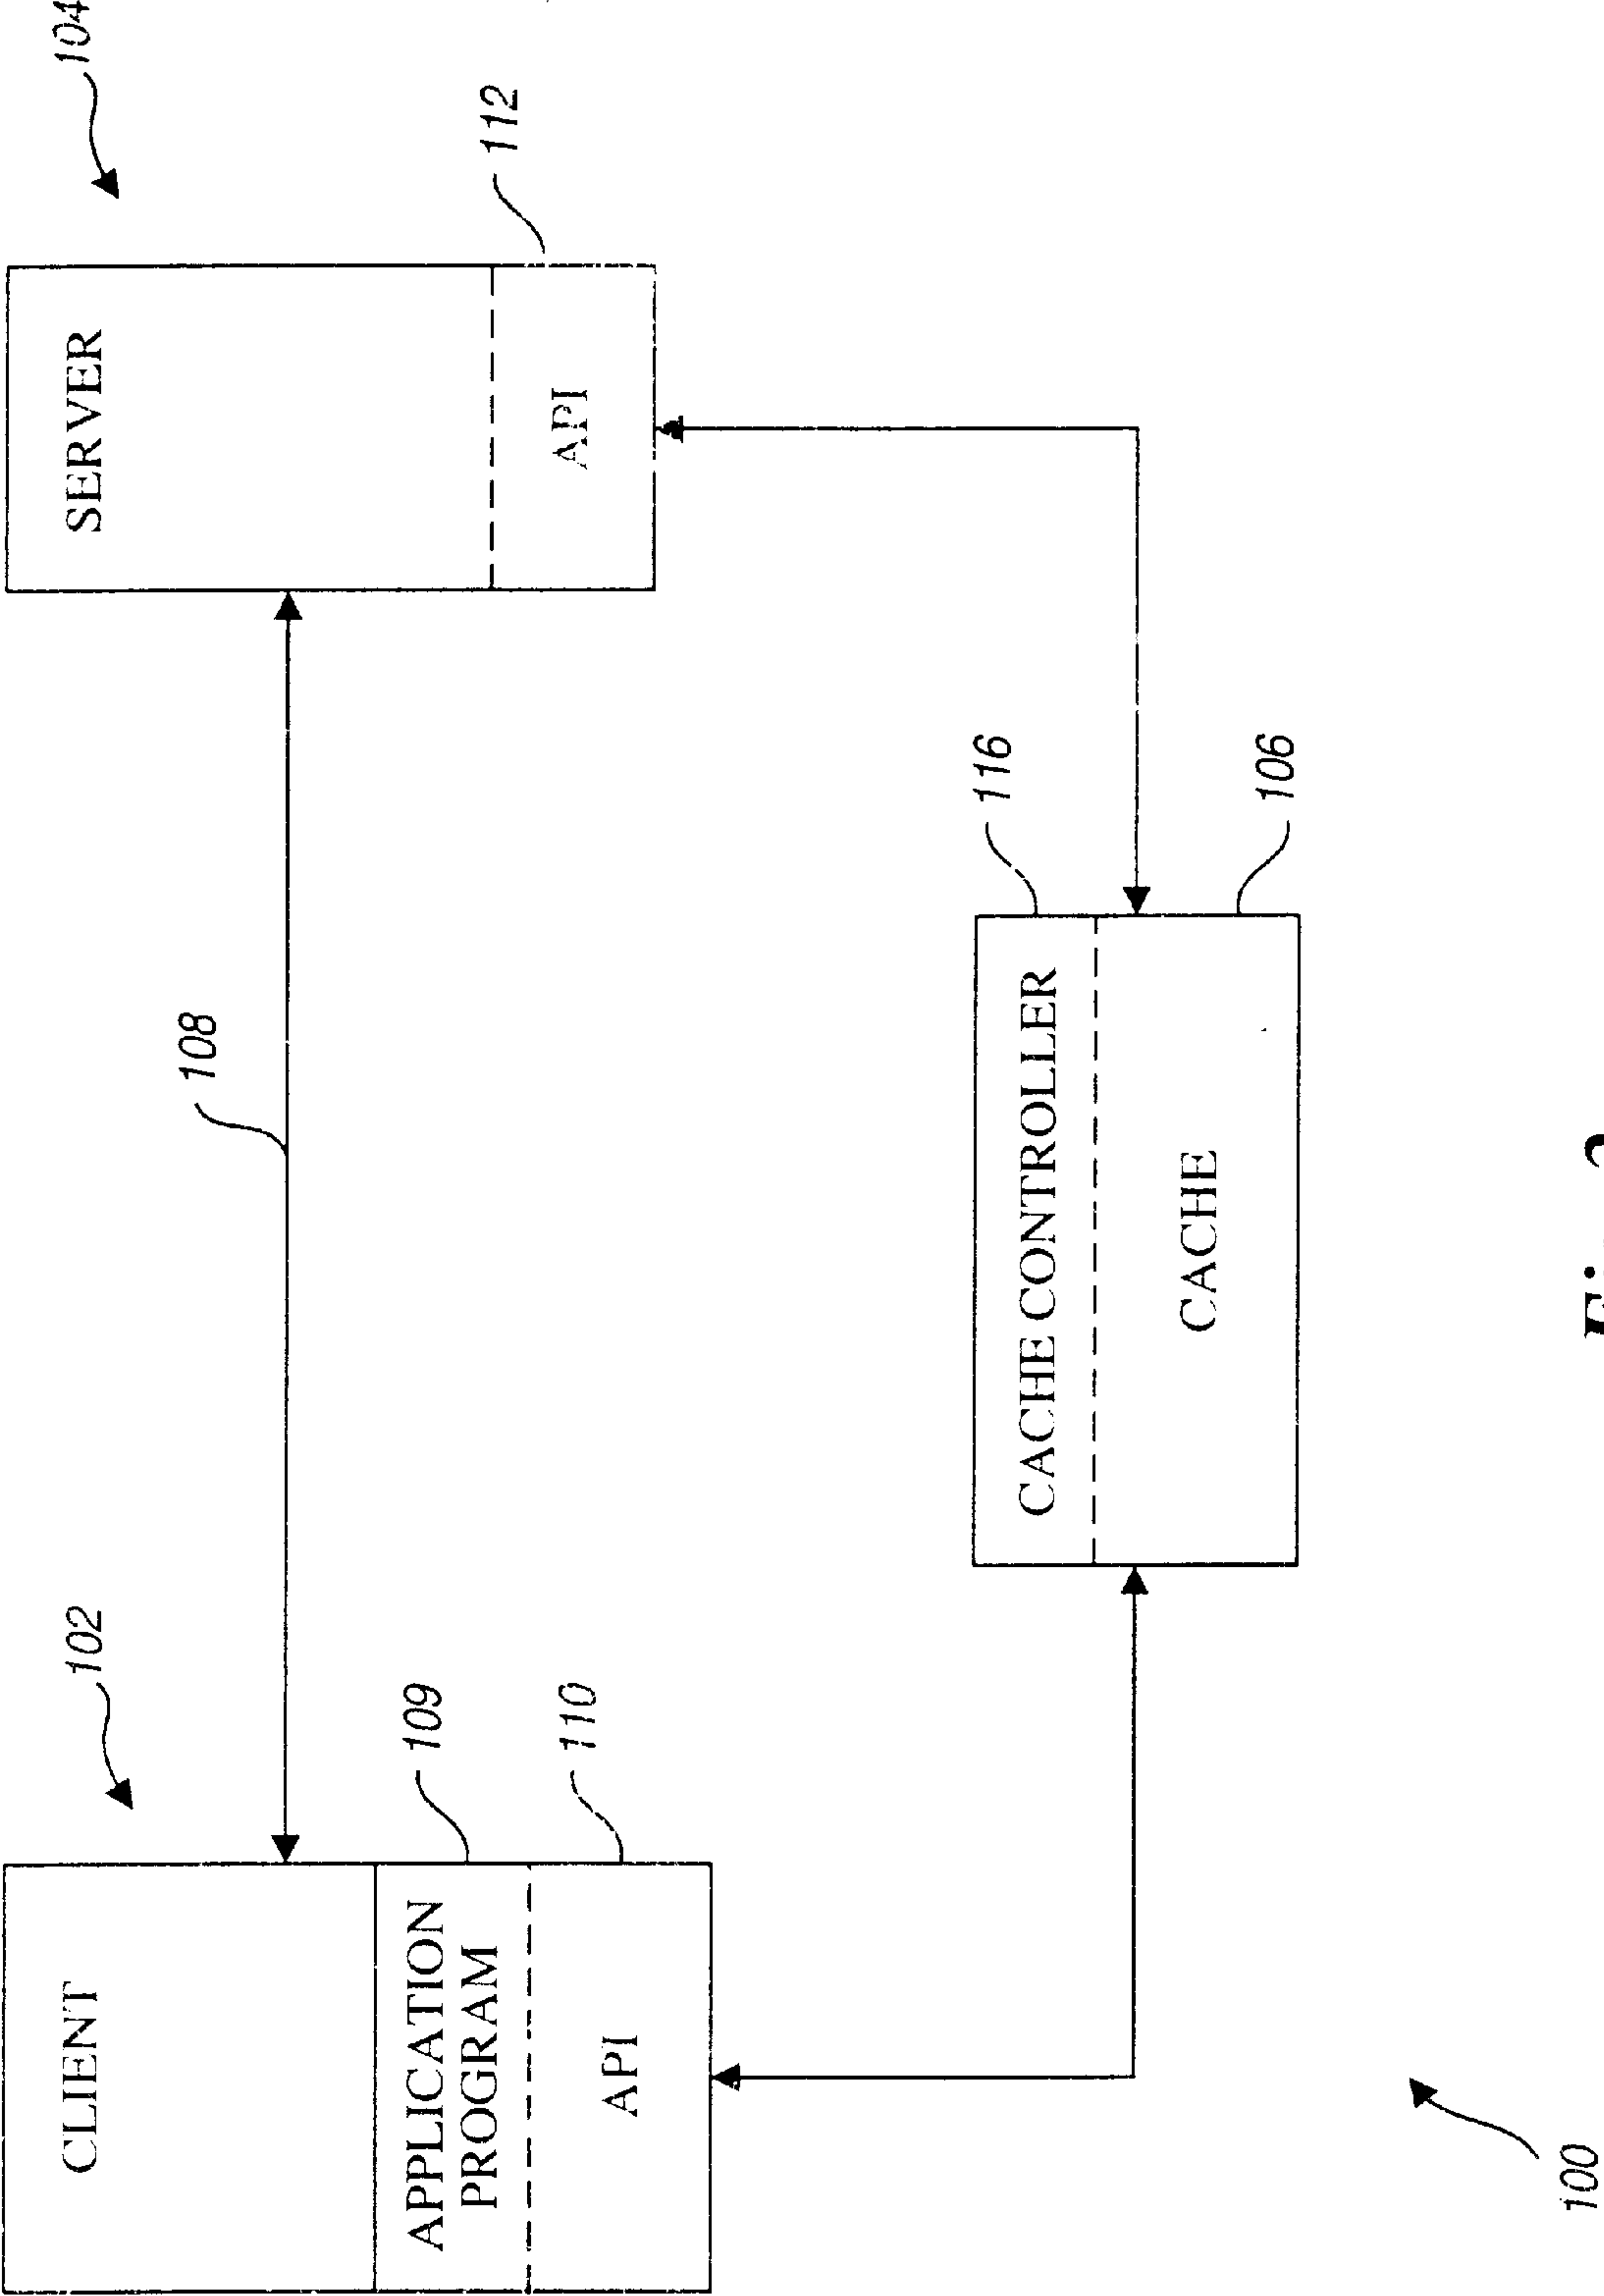 104
CLIENT
102
SERVER
108
APPLICATION
PROGRAM
109
112
API
110
API
116
CACHE CONTROLLER
CACHE
106
100